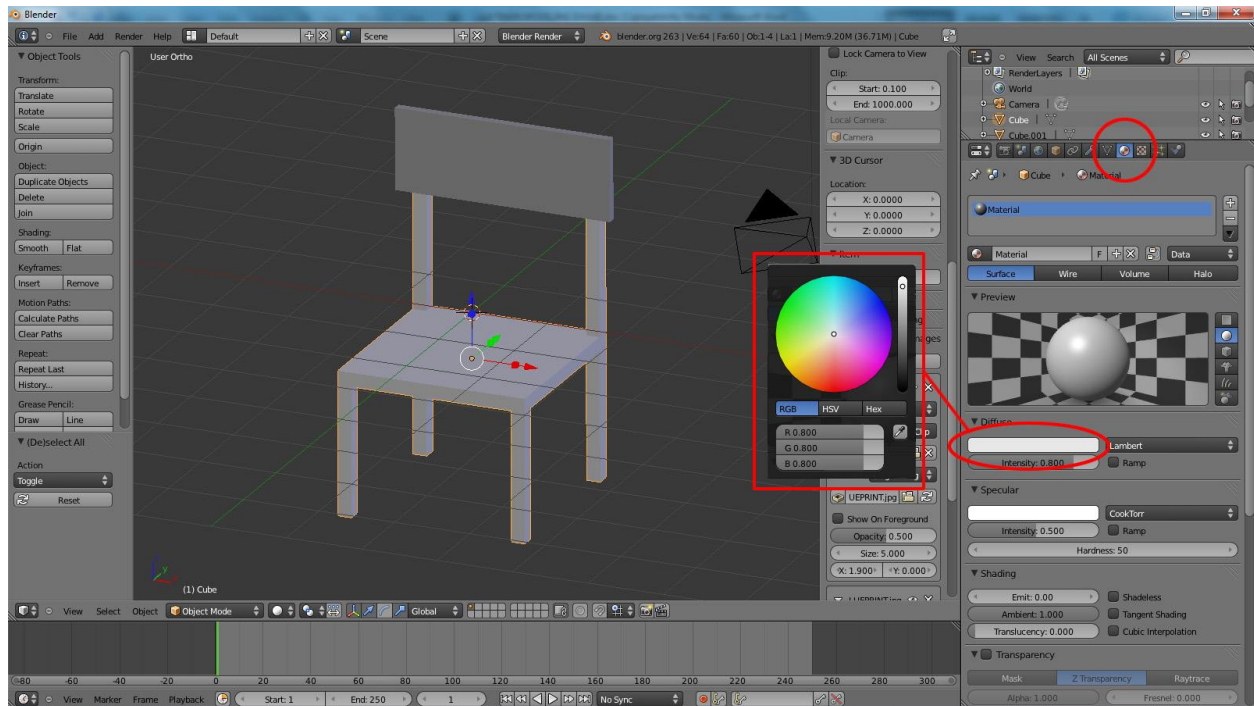 Blender
File Add Render Help Default Scene Blender Render blender.org 263 | Ve:64 | Fa:60 | Ob:1-4 | La:1 | Mem:9.20M (36.71M) | Cube
Object Tools
Transform:
Translate
Rotate
Scale
Origin
Object:
Duplicate Objects
Delete
Join
Shading:
Smooth Flat
Keyframes:
Insert Remove
Motion Paths:
Calculate Paths
Clear Paths
Repeat:
Repeat Last
History...
Grease Pencil:
Draw Line
(De)select All
Action
Toggle
Reset
User Ortho
(1) Cube
Lock Camera to View
Clip:
Start: 0.100
End: 1000.000
Local Camera:
Camera
3D Cursor
Location:
X: 0.0000
Y: 0.0000
Z: 0.0000
Item
RGB HSV Hex
R 0.800
G 0.800
B 0.800
UEPRINT.jpg
Show On Foreground
Opacity: 0.500
Size: 5.000
X: 1.900 Y: 0.000
View Search All Scenes
RenderLayers |
World
Camera |
Cube |
Cube.001 |
Cube Material
Material
Material F Data
Surface Wire Volume Halo
Preview
Diffuse
Lambert
Intensity: 0.800 Ramp
Specular
CookTorr
Intensity: 0.500 Ramp
Hardness: 50
Shading
Emit: 0.00 Shadeless
Ambient: 1.000 Tangent Shading
Translucency: 0.000 Cubic Interpolation
Transparency
Mask Z Transparency Raytrace
Alpha: 1.000 Fresnel: 0.000
View Select Object Object Mode Global
-80 -60 -40 -20 0 20 40 60 80 100 120 140 160 180 200 220 240 260 280 300
View Marker Frame Playback Start: 1 End: 250 1 No Sync